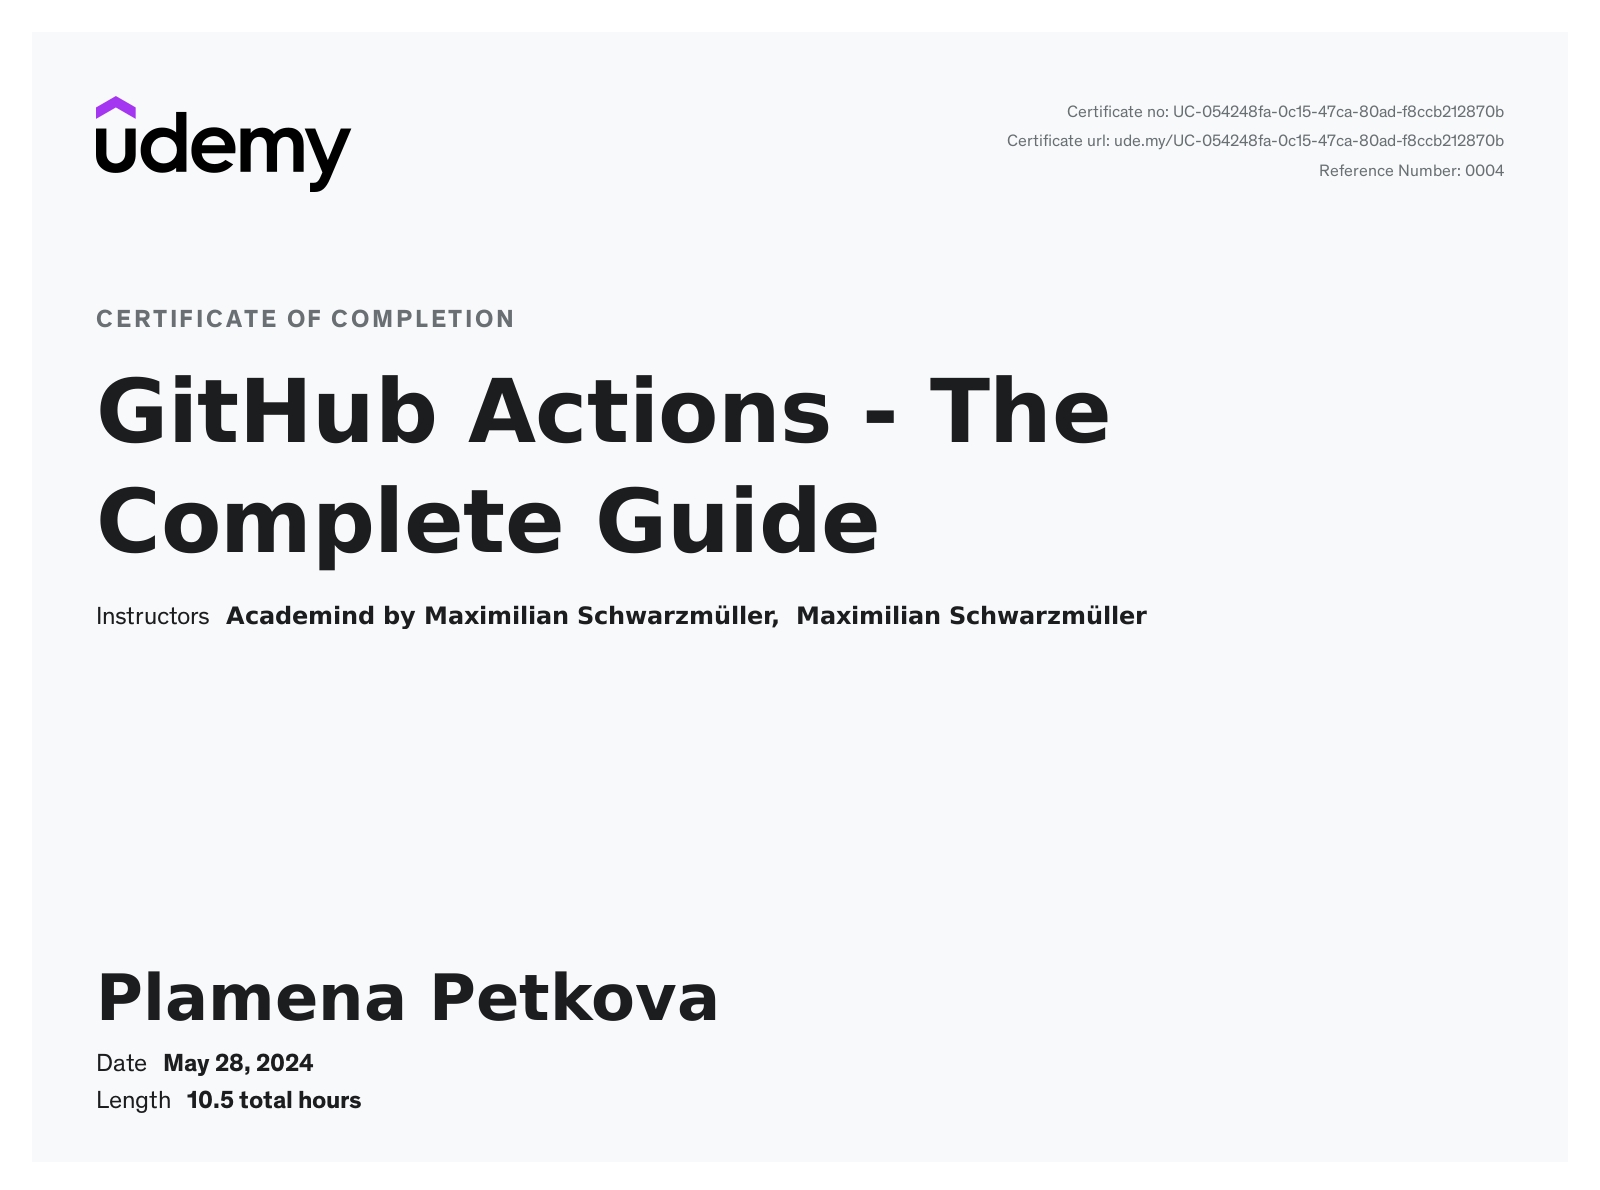 udemy
Certificate no: UC-054248fa-0c15-47ca-80ad-f8ccb212870b
Certificate url: ude.my/UC-054248fa-0c15-47ca-80ad-f8ccb212870b
Reference Number: 0004
CERTIFICATE OF COMPLETION
GitHub Actions - The
Complete Guide
Instructors Academind by Maximilian Schwarzmüller, Maximilian Schwarzmüller
Plamena Petkova
Date May 28, 2024
Length 10.5 total hours